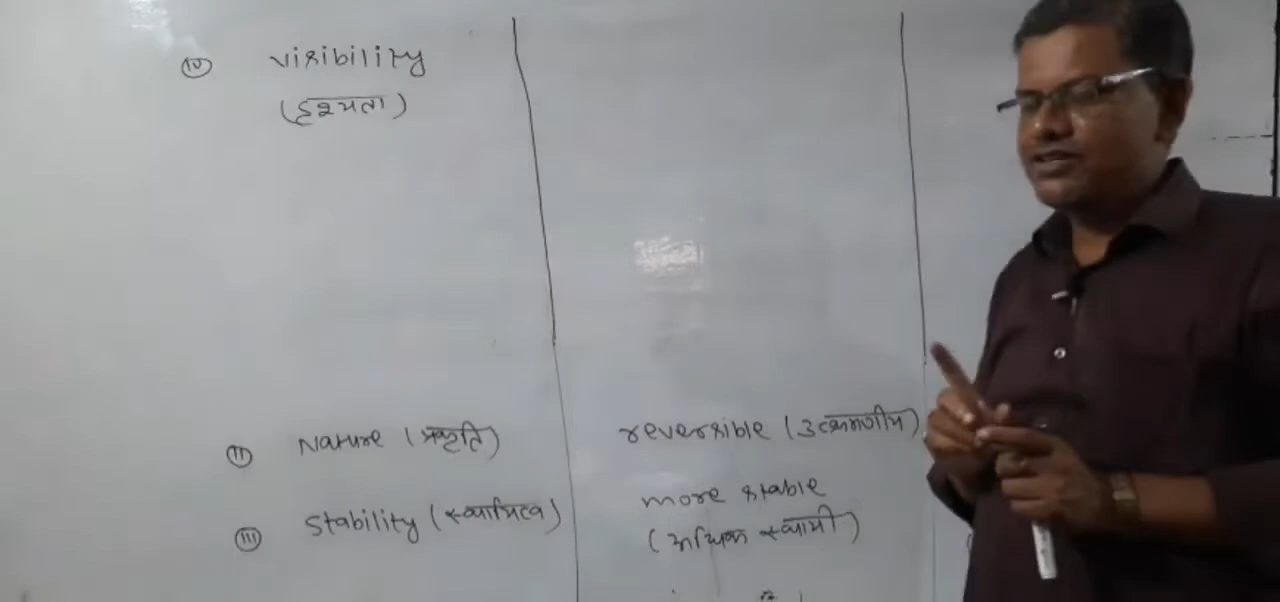 (iv) visibility
(दृश्यता)
(ii) Nature (प्रकृति) reversible (उत्क्रमणीय)
(iii) Stability (स्थायित्व) more stable
(अधिक स्थायी)